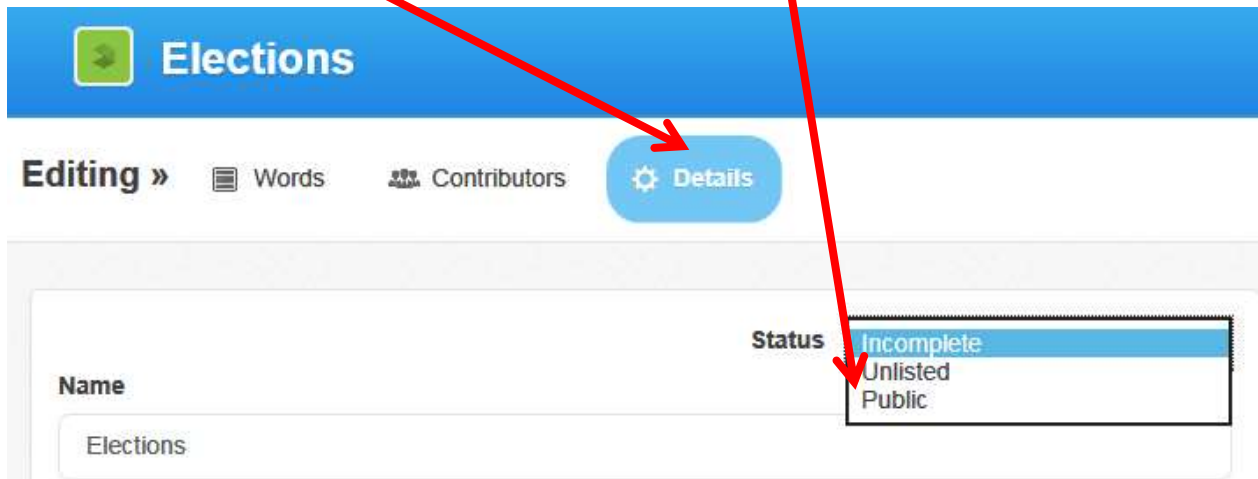 Elections
Editing » Words Contributors Details
Status Incomplete
Unlisted
Public
Name
Elections